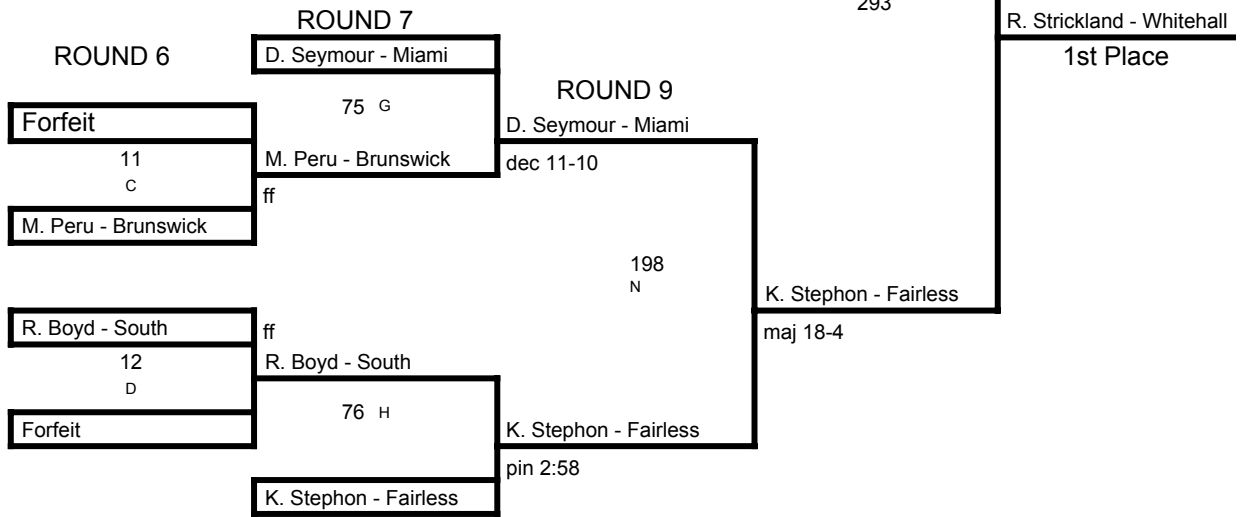 293
ROUND 7
R. Strickland - Whitehall
ROUND 6
D. Seymour - Miami
1st Place
ROUND 9
75 G
Forfeit
D. Seymour - Miami
11
M. Peru - Brunswick
dec 11-10
C
ff
M. Peru - Brunswick
198
N
K. Stephon - Fairless
R. Boyd - South
ff
maj 18-4
12
R. Boyd - South
D
76 H
Forfeit
K. Stephon - Fairless
pin 2:58
K. Stephon - Fairless